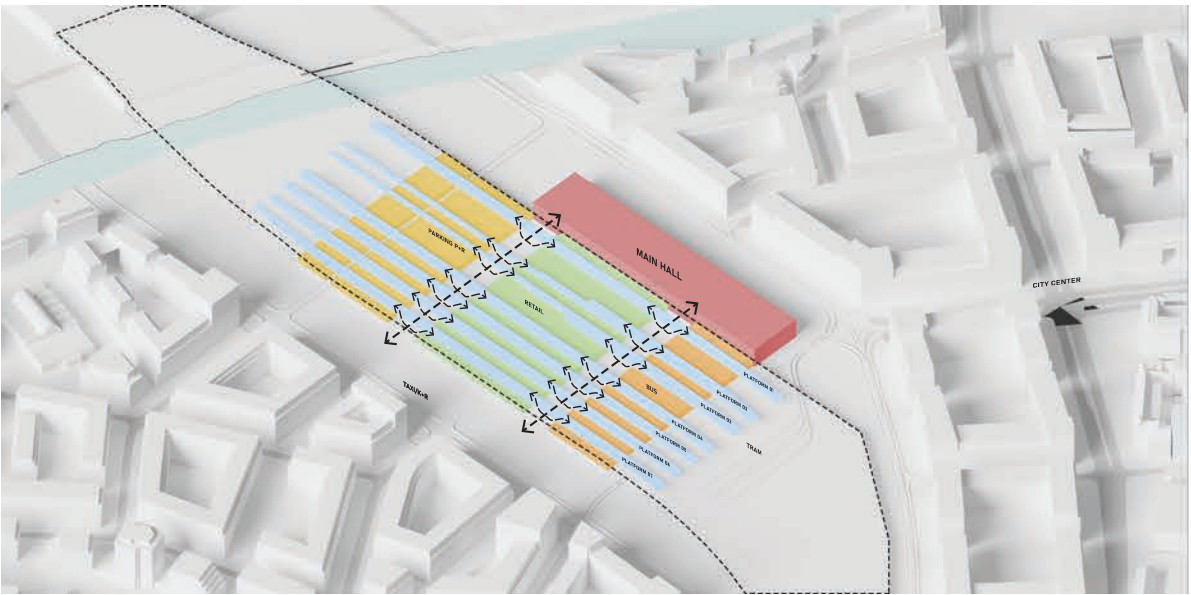 PARKING P+R
MAIN HALL
CITY CENTER
RETAIL
TAXI/K+R
BUS
PLATFORM 01
PLATFORM 02
PLATFORM 03
PLATFORM 04
PLATFORM 05
PLATFORM 06
PLATFORM 07
TRAM